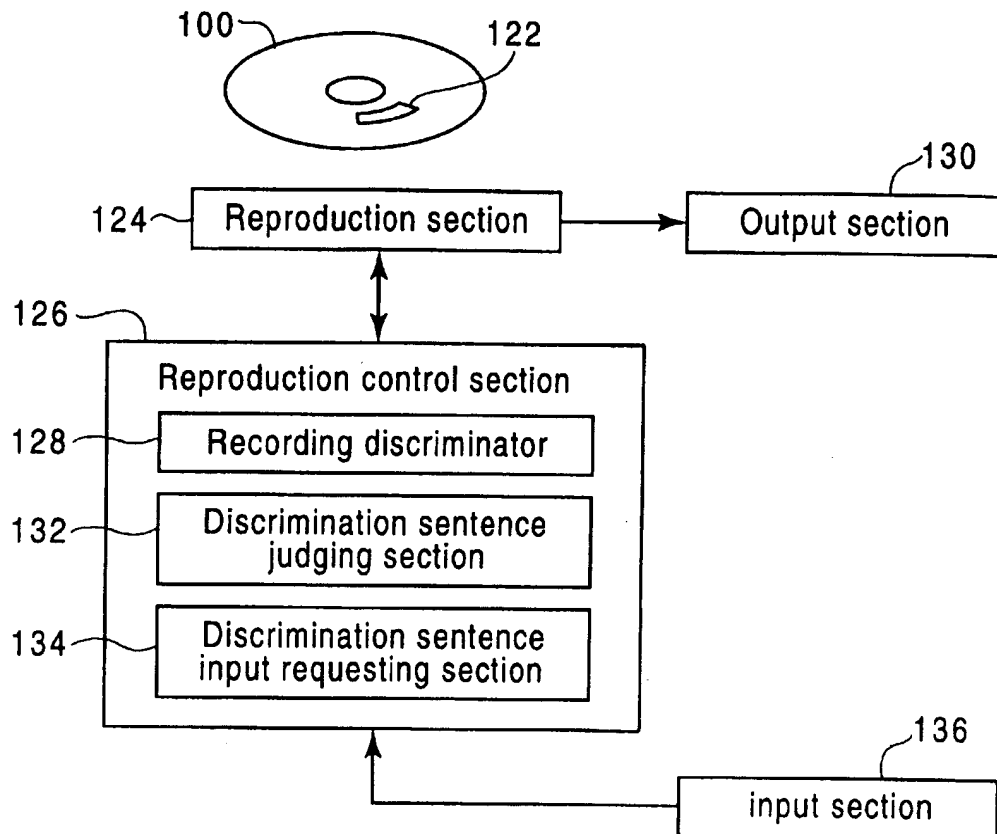 100
122
130
124
Reproduction section
Output section
126
Reproduction control section
128
Recording discriminator
132
Discrimination sentence
judging section
134
Discrimination sentence
input requesting section
136
input section